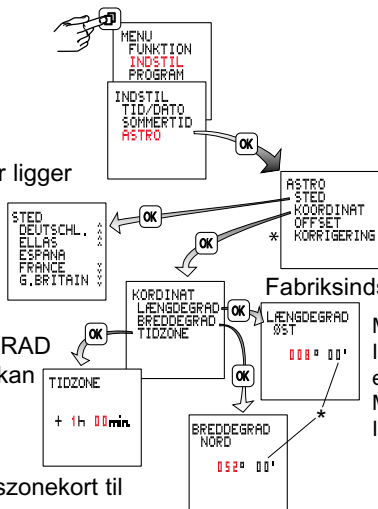 MENU
FUNKTION
INDSTIL
PROGRAM
INDSTIL
TID/DATO
SOMMERTID
ASTRO
OK
r ligger
ASTRO
STED
KOORDINAT
OFFSET
* KORRIGERING
OK
STED
DEUTSCHL.
ELLAS
ESPANA
FRANCE
G.BRITAIN
OK
Fabriksinds
KORDINAT
LÆNGDEGRAD
BREDDEGRAD
TIDZONE
OK
LÆNGDEGRAD
ØST
008° 00'
OK
RAD
kan
TIDZONE
+ 1h 00min.
OK
*
BREDDEGRAD
NORD
052° 00'
szonekort til